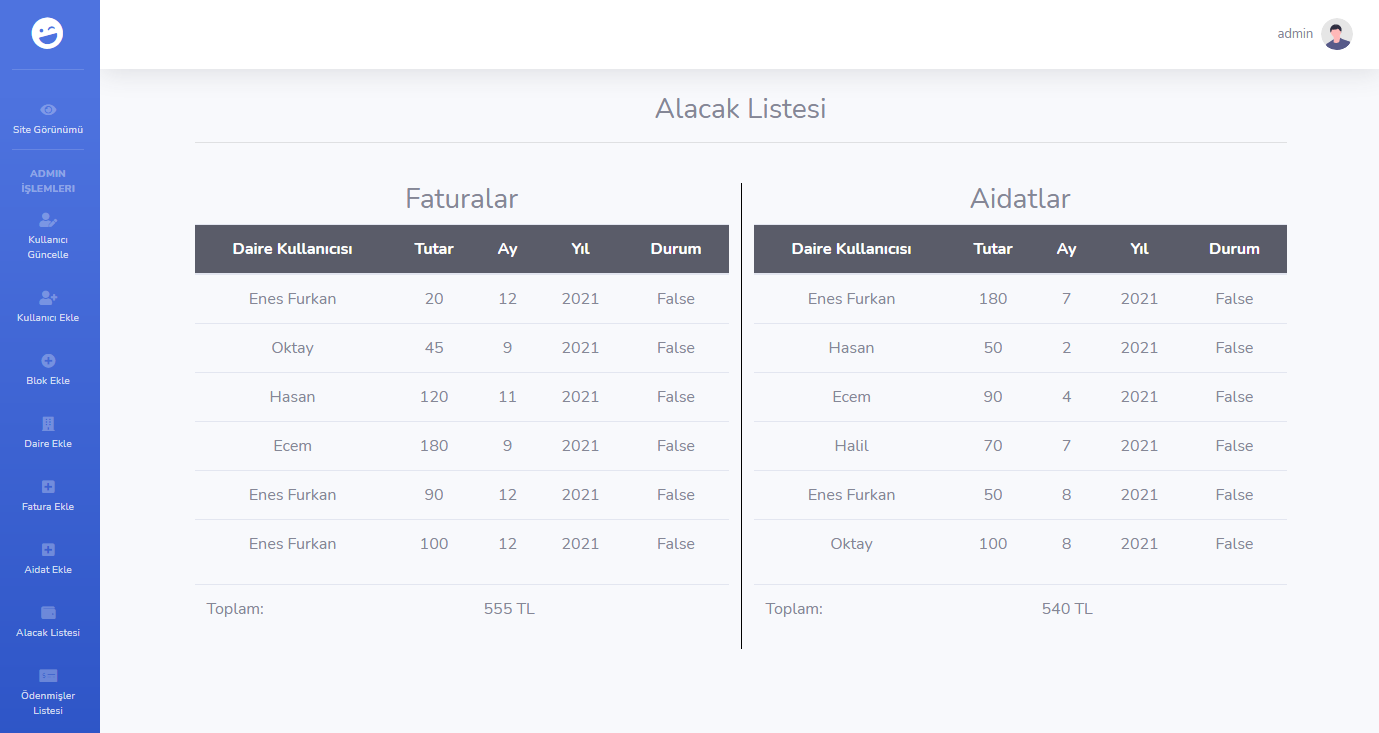 admin
Site Görünümü
ADMIN
İŞLEMLERI
Kullanıcı
Güncelle
Kullanıcı Ekle
Blok Ekle
Daire Ekle
Fatura Ekle
Aidat Ekle
Alacak Listesi
Ödenmişler
Listesi
Alacak Listesi
Faturalar
Daire Kullanıcısı Tutar Ay Yıl Durum
Enes Furkan 20 12 2021 False
Oktay 45 9 2021 False
Hasan 120 11 2021 False
Ecem 180 9 2021 False
Enes Furkan 90 12 2021 False
Enes Furkan 100 12 2021 False
Toplam: 555 TL
Aidatlar
Daire Kullanıcısı Tutar Ay Yıl Durum
Enes Furkan 180 7 2021 False
Hasan 50 2 2021 False
Ecem 90 4 2021 False
Halil 70 7 2021 False
Enes Furkan 50 8 2021 False
Oktay 100 8 2021 False
Toplam: 540 TL